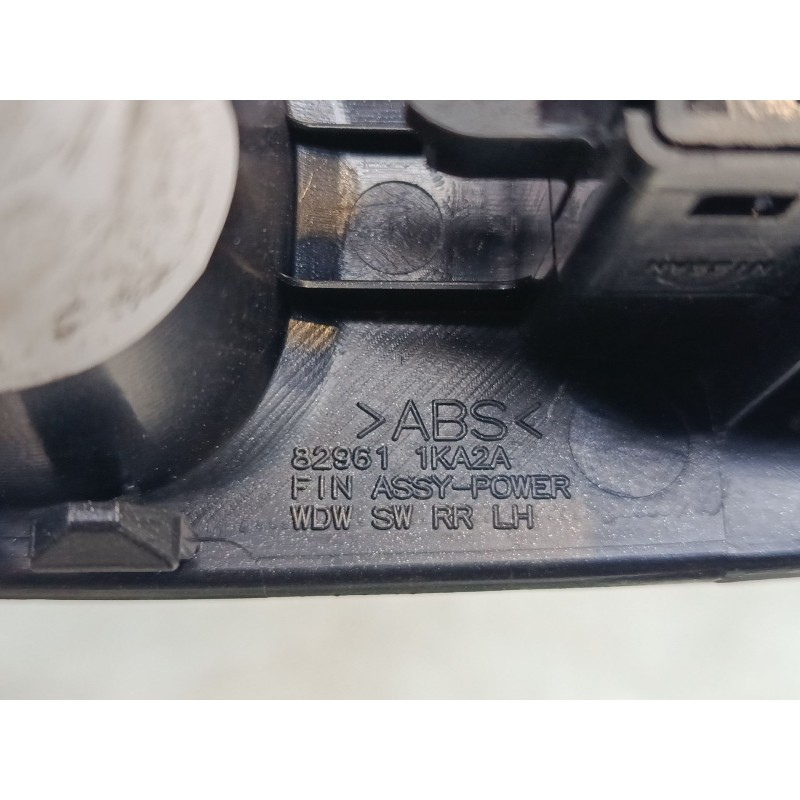 >ABS<
82961 1KA2A
FIN ASSY-POWER
WDW SW RR LH